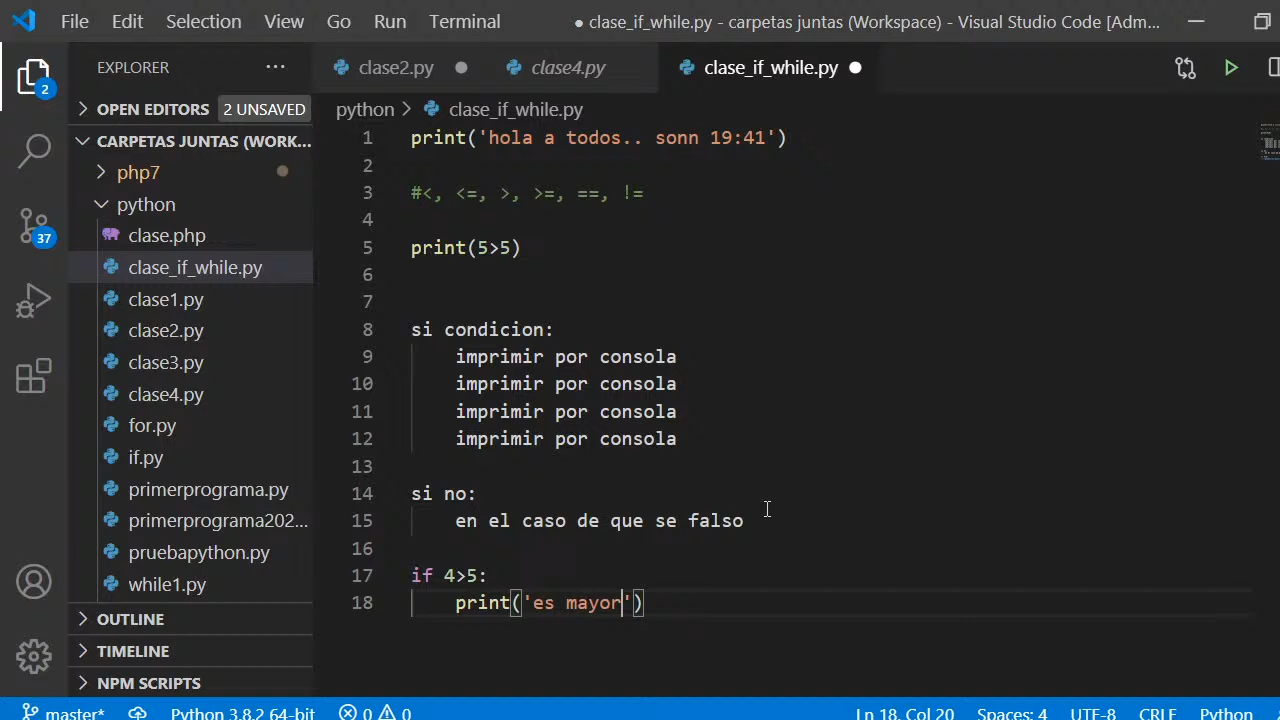 File Edit Selection View Go Run Terminal ● clase_if_while.py - carpetas juntas (Workspace) - Visual Studio Code [Adm...
EXPLORER ...
clase2.py clase4.py clase_if_while.py
2
OPEN EDITORS 2 UNSAVED
python > clase_if_while.py
CARPETAS JUNTAS (WORK...
php7
python
clase.php
clase_if_while.py
clase1.py
clase2.py
clase3.py
clase4.py
for.py
if.py
primerprograma.py
primerprograma202...
pruebapython.py
while1.py
OUTLINE
TIMELINE
NPM SCRIPTS
37
1 print('hola a todos.. sonn 19:41')
2
3 #<, <=, >, >=, ==, !=
4
5 print(5>5)
6
7
8 si condicion:
9 imprimir por consola
10 imprimir por consola
11 imprimir por consola
12 imprimir por consola
13
14 si no:
15 en el caso de que se falso
16
17 if 4>5:
18 print('es mayor')
master* Python 3.8.2 64-bit 0 0 Ln 18, Col 20 Spaces: 4 UTF-8 CRLF Python